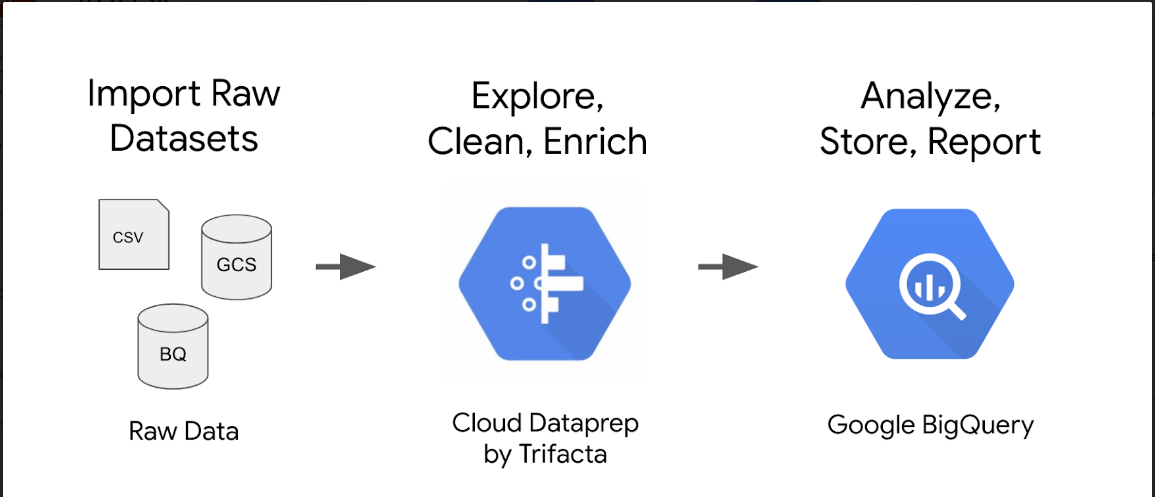 Import Raw
Datasets
CSV
GCS
BQ
Raw Data
Explore,
Clean, Enrich
Cloud Dataprep
by Trifacta
Analyze,
Store, Report
Google BigQuery